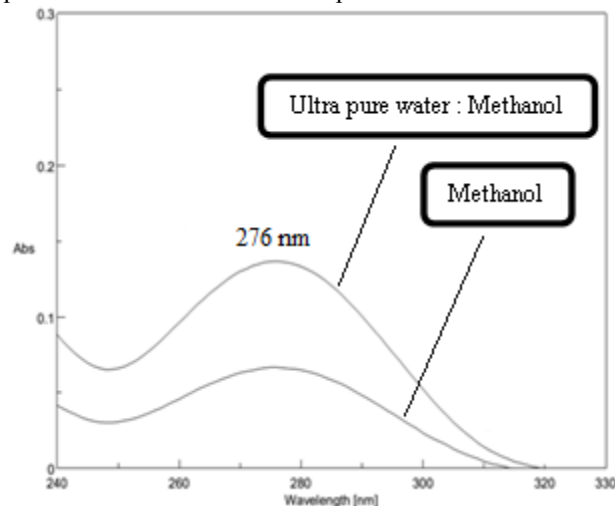 0.3
Ultra pure water : Methanol
0.2
Methanol
276 nm
Abs
0.1
0
240 260 280 300 320 330
Wavelength [nm]